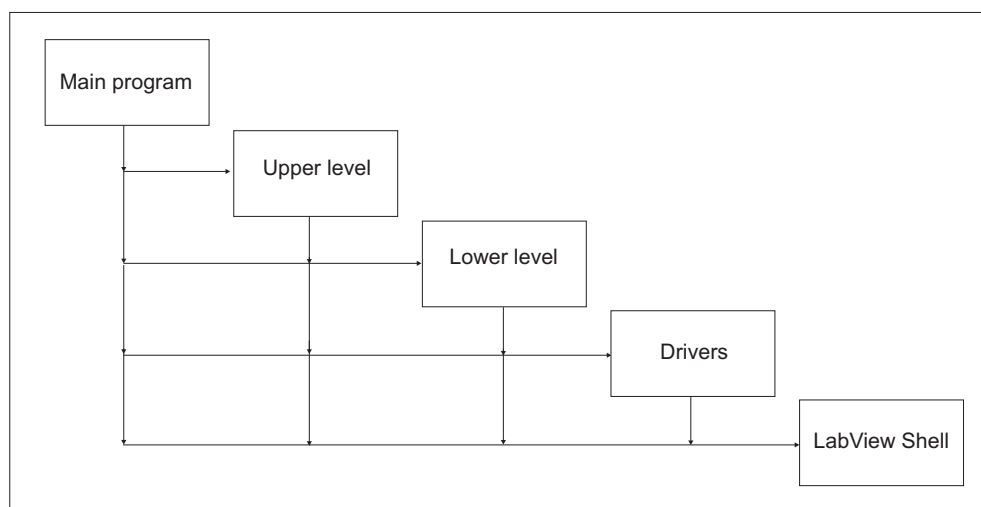 Main program
Upper level
Lower level
Drivers
LabView Shell